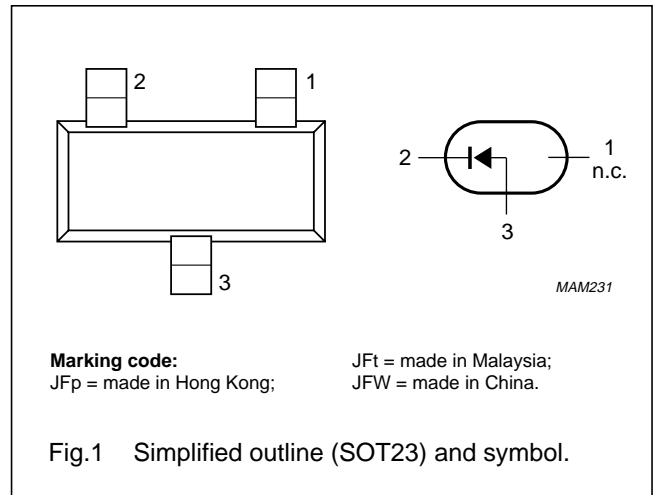 2
1
3
2
1
n.c.
3
MAM231
Marking code:
JFp = made in Hong Kong;
JFt = made in Malaysia;
JFW = made in China.
Fig.1 Simplified outline (SOT23) and symbol.